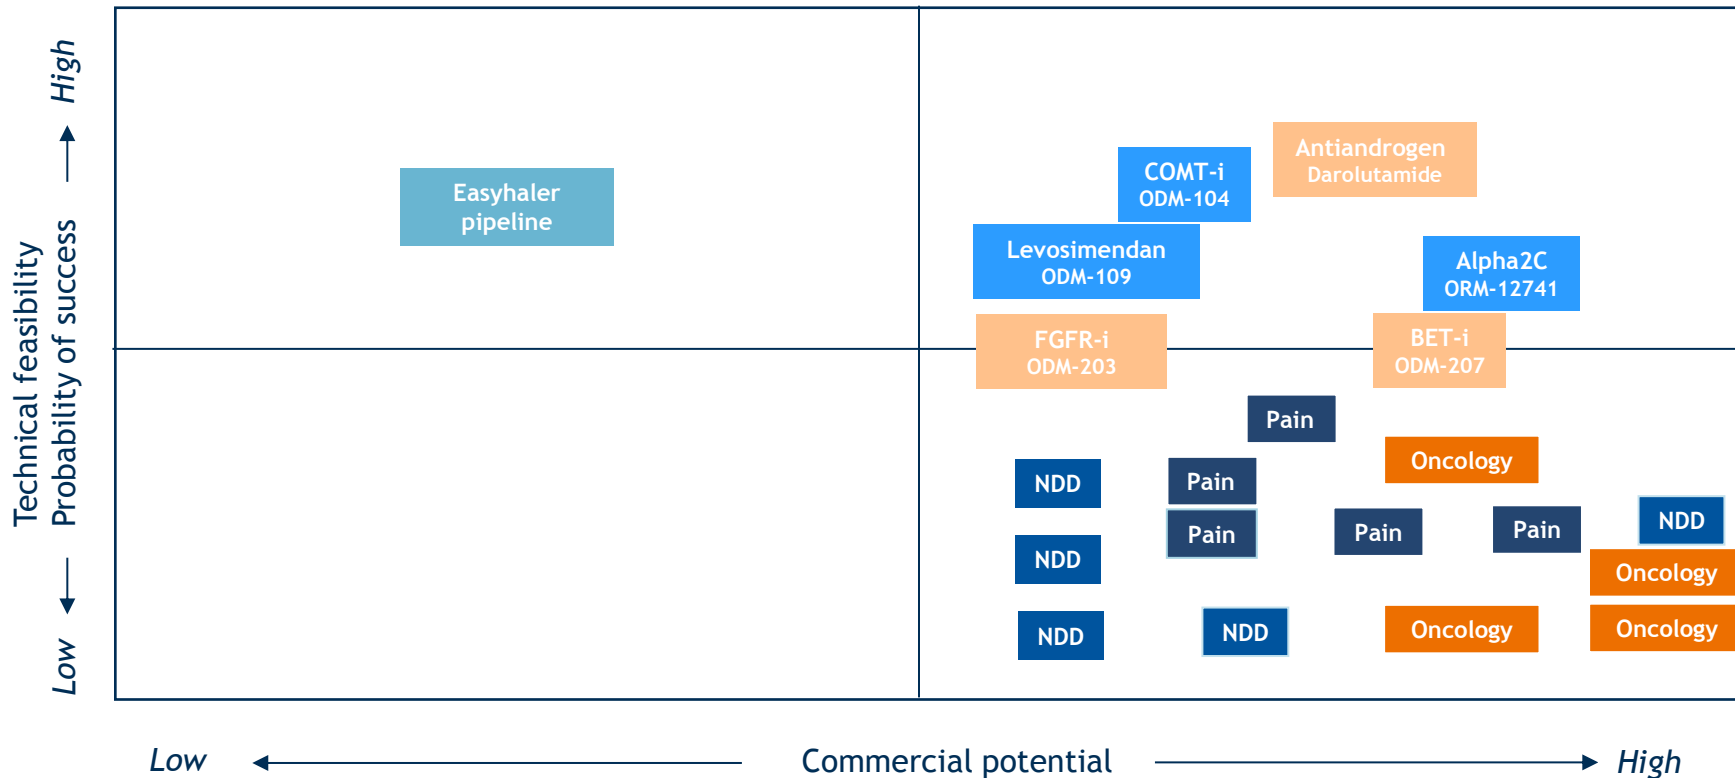 High
Technical feasibility
Probability of success
Low
Easyhaler
pipeline
Antiandrogen
Darolutamide
COMT-i
ODM-104
Levosimendan
ODM-109
Alpha2C
ORM-12741
FGFR-i
ODM-203
BET-i
ODM-207
Pain
Oncology
NDD
Pain
Pain
Pain
Pain
NDD
NDD
Oncology
NDD
NDD
Oncology
Oncology
Low
Commercial potential
High